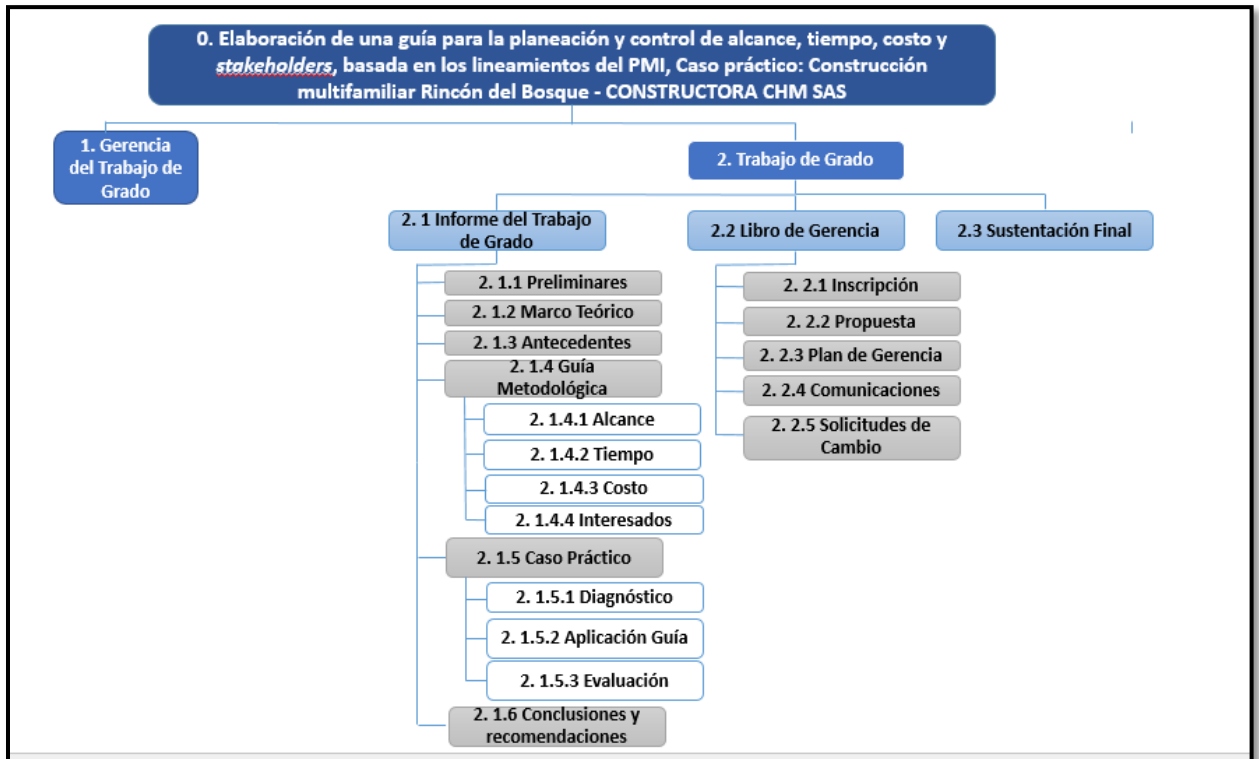 0. Elaboración de una guía para la planeación y control de alcance, tiempo, costo y
stakeholders, basada en los lineamientos del PMI, Caso práctico: Construcción
multifamiliar Rincón del Bosque - CONSTRUCTORA CHM SAS
1. Gerencia
del Trabajo de
Grado
2. Trabajo de Grado
2. 1 Informe del Trabajo
de Grado
2. 1.1 Preliminares
2. 1.2 Marco Teórico
2. 1.3 Antecedentes
2. 1.4 Guía
Metodológica
2. 1.4.1 Alcance
2. 1.4.2 Tiempo
2. 1.4.3 Costo
2. 1.4.4 Interesados
2. 1.5 Caso Práctico
2. 1.5.1 Diagnóstico
2. 1.5.2 Aplicación Guía
2. 1.5.3 Evaluación
2. 1.6 Conclusiones y
recomendaciones
2.2 Libro de Gerencia
2. 2.1 Inscripción
2. 2.2 Propuesta
2. 2.3 Plan de Gerencia
2. 2.4 Comunicaciones
2. 2.5 Solicitudes de
Cambio
2.3 Sustentación Final